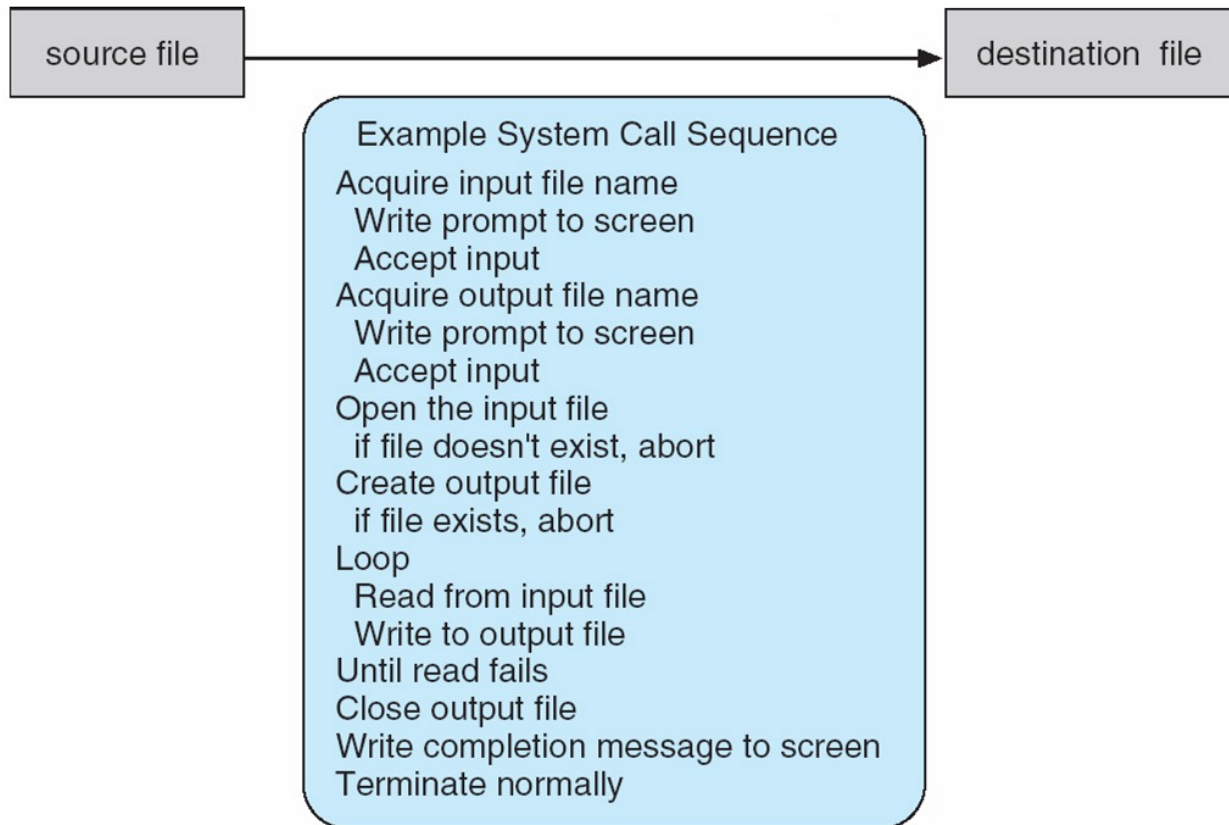 source file
destination file
Example System Call Sequence
Acquire input file name
Write prompt to screen
Accept input
Acquire output file name
Write prompt to screen
Accept input
Open the input file
if file doesn't exist, abort
Create output file
if file exists, abort
Loop
Read from input file
Write to output file
Until read fails
Close output file
Write completion message to screen
Terminate normally